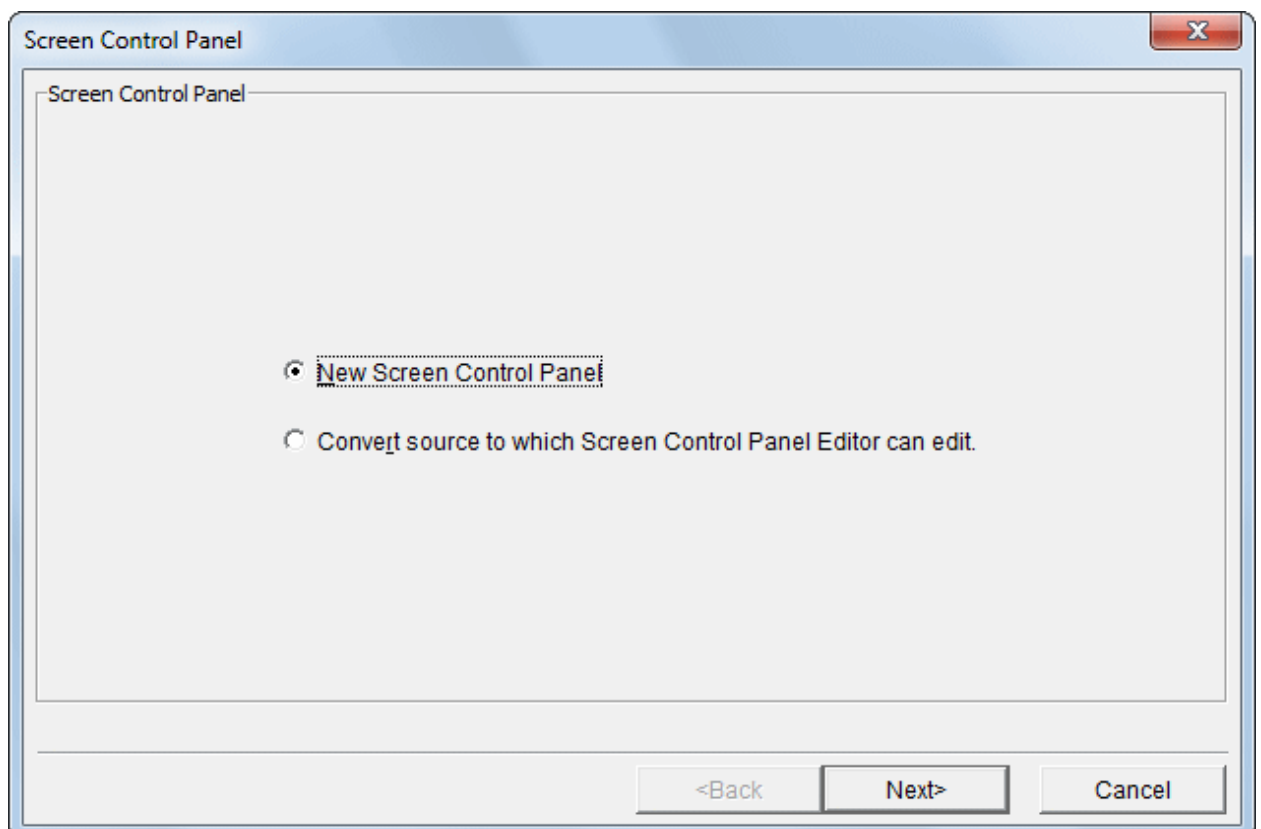 Screen Control Panel
Screen Control Panel
New Screen Control Panel
Convert source to which Screen Control Panel Editor can edit.
<Back Next> Cancel